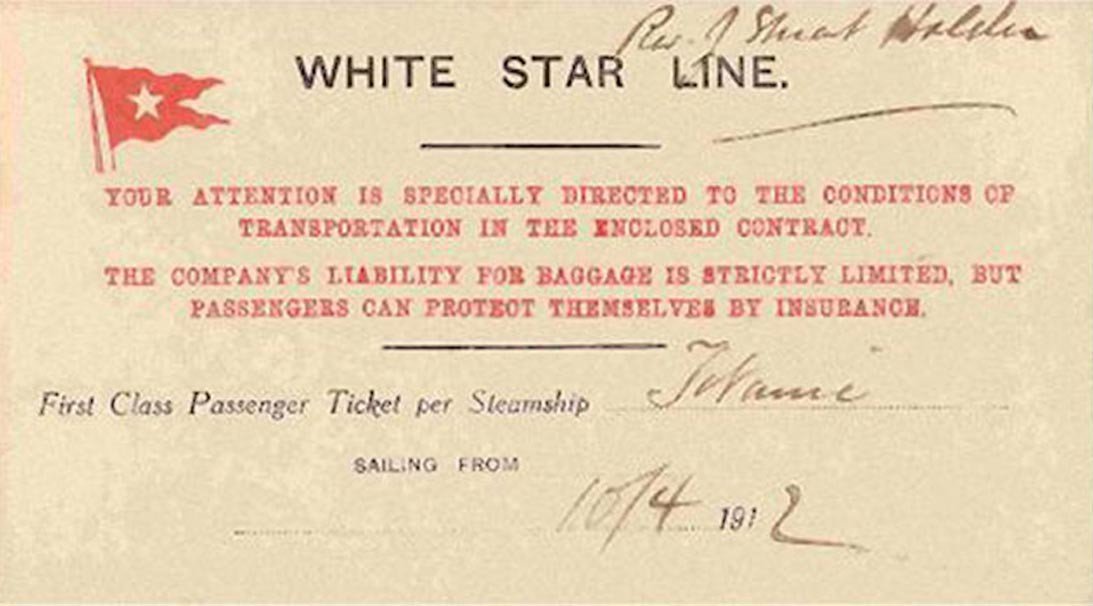 Rev. J Stuart Holden
WHITE STAR LINE.
YOUR ATTENTION IS SPECIALLY DIRECTED TO THE CONDITIONS OF
TRANSPORTATION IN THE ENCLOSED CONTRACT.
THE COMPANY'S LIABILITY FOR BAGGAGE IS STRICTLY LIMITED, BUT
PASSENGERS CAN PROTECT THEMSELVES BY INSURANCE.
First Class Passenger Ticket per Steamship Titanic
SAILING FROM
10/4 1912